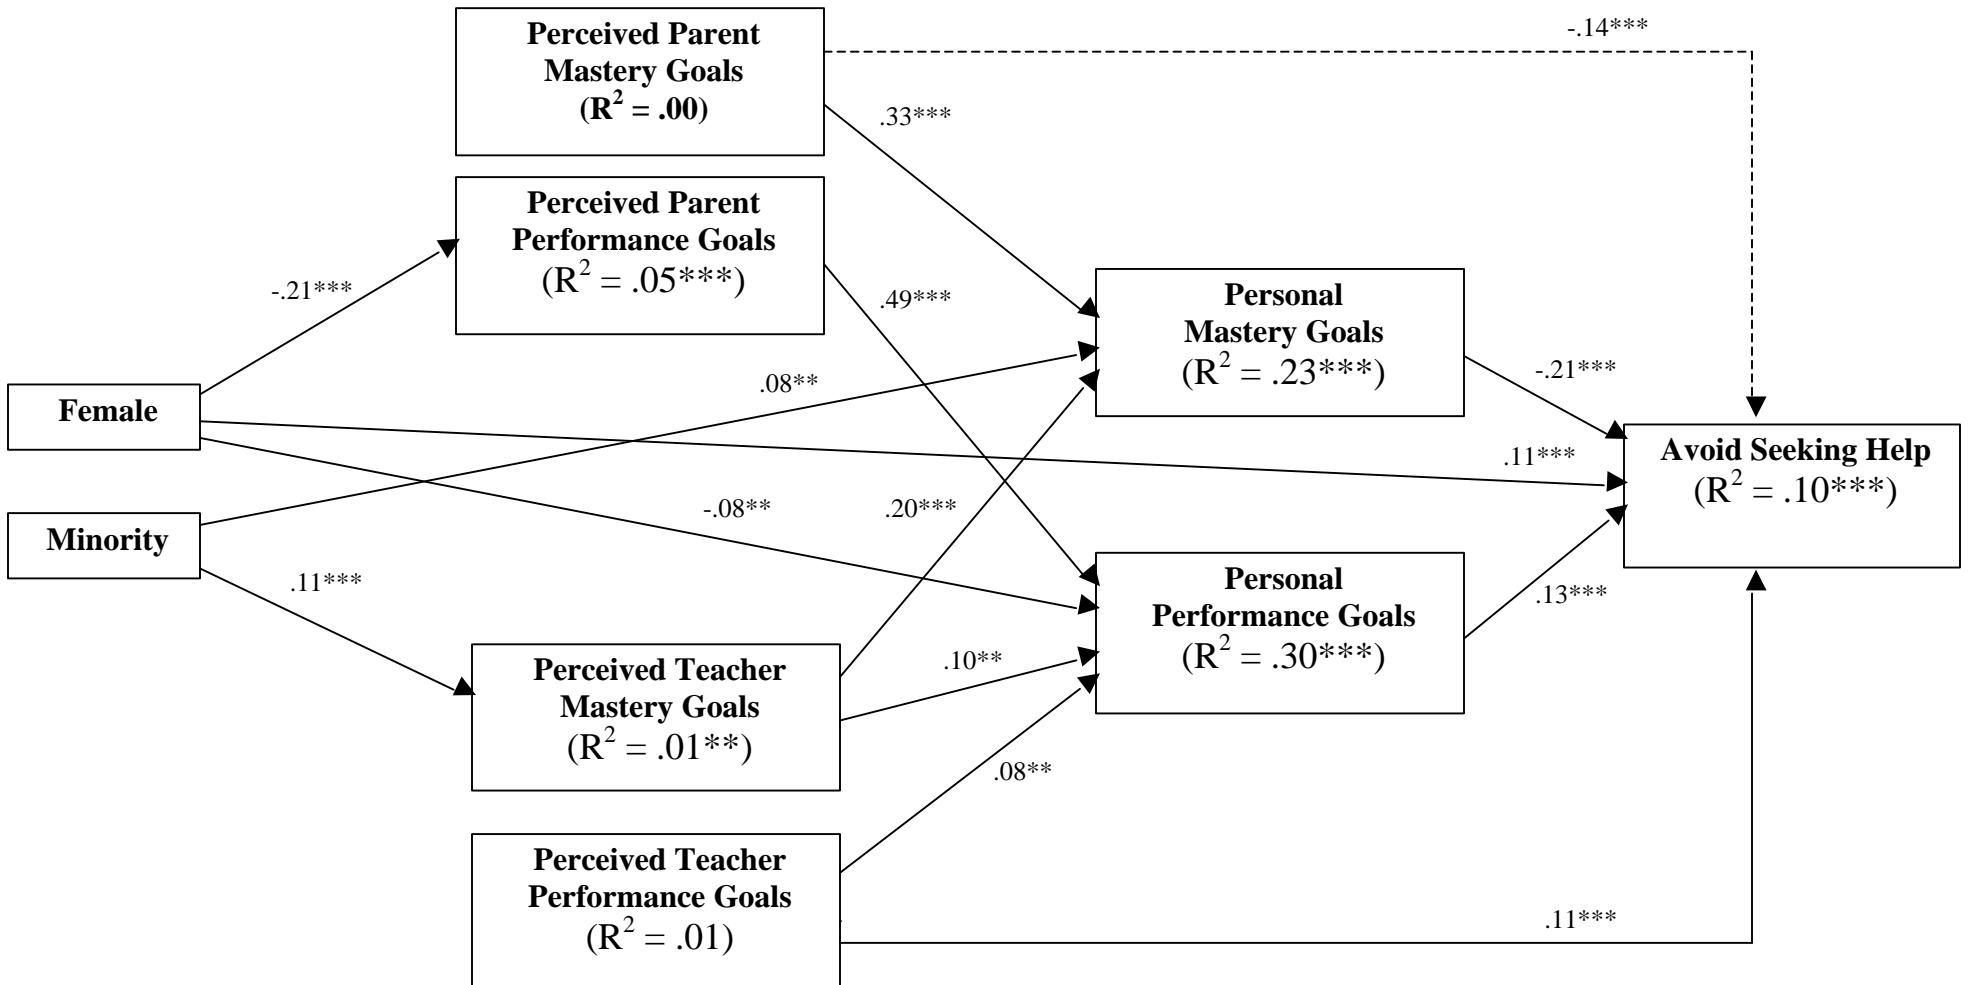 Perceived Parent
Mastery Goals
(R² = .00)
-.14***
.33***
Perceived Parent
Performance Goals
(R² = .05***)
-.21***
.49***
Personal
Mastery Goals
(R² = .23***)
-.21***
.08**
Female
.11***
Avoid Seeking Help
(R² = .10***)
-.08**
.20***
Minority
.11***
Personal
Performance Goals
(R² = .30***)
.13***
Perceived Teacher
Mastery Goals
(R² = .01**)
.10**
.08**
Perceived Teacher
Performance Goals
(R² = .01)
.11***